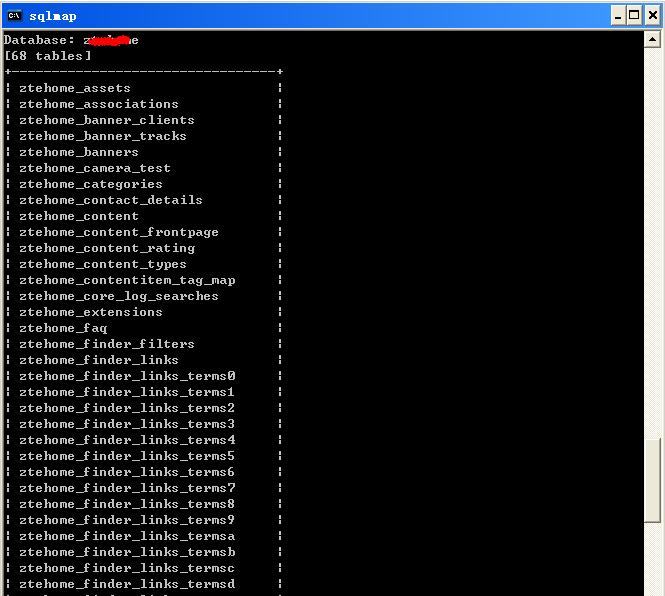 sqlmap
Database:
[68 tables]
+--------------------------------+
| ztehome_assets |
| ztehome_associations |
| ztehome_banner_clients |
| ztehome_banner_tracks |
| ztehome_banners |
| ztehome_camera_test |
| ztehome_categories |
| ztehome_contact_details |
| ztehome_content |
| ztehome_content_frontpage |
| ztehome_content_rating |
| ztehome_content_types |
| ztehome_contentitem_tag_map |
| ztehome_core_log_searches |
| ztehome_extensions |
| ztehome_faq |
| ztehome_finder_filters |
| ztehome_finder_links |
| ztehome_finder_links_terms0 |
| ztehome_finder_links_terms1 |
| ztehome_finder_links_terms2 |
| ztehome_finder_links_terms3 |
| ztehome_finder_links_terms4 |
| ztehome_finder_links_terms5 |
| ztehome_finder_links_terms6 |
| ztehome_finder_links_terms7 |
| ztehome_finder_links_terms8 |
| ztehome_finder_links_terms9 |
| ztehome_finder_links_termsa |
| ztehome_finder_links_termsb |
| ztehome_finder_links_termsc |
| ztehome_finder_links_termsd |